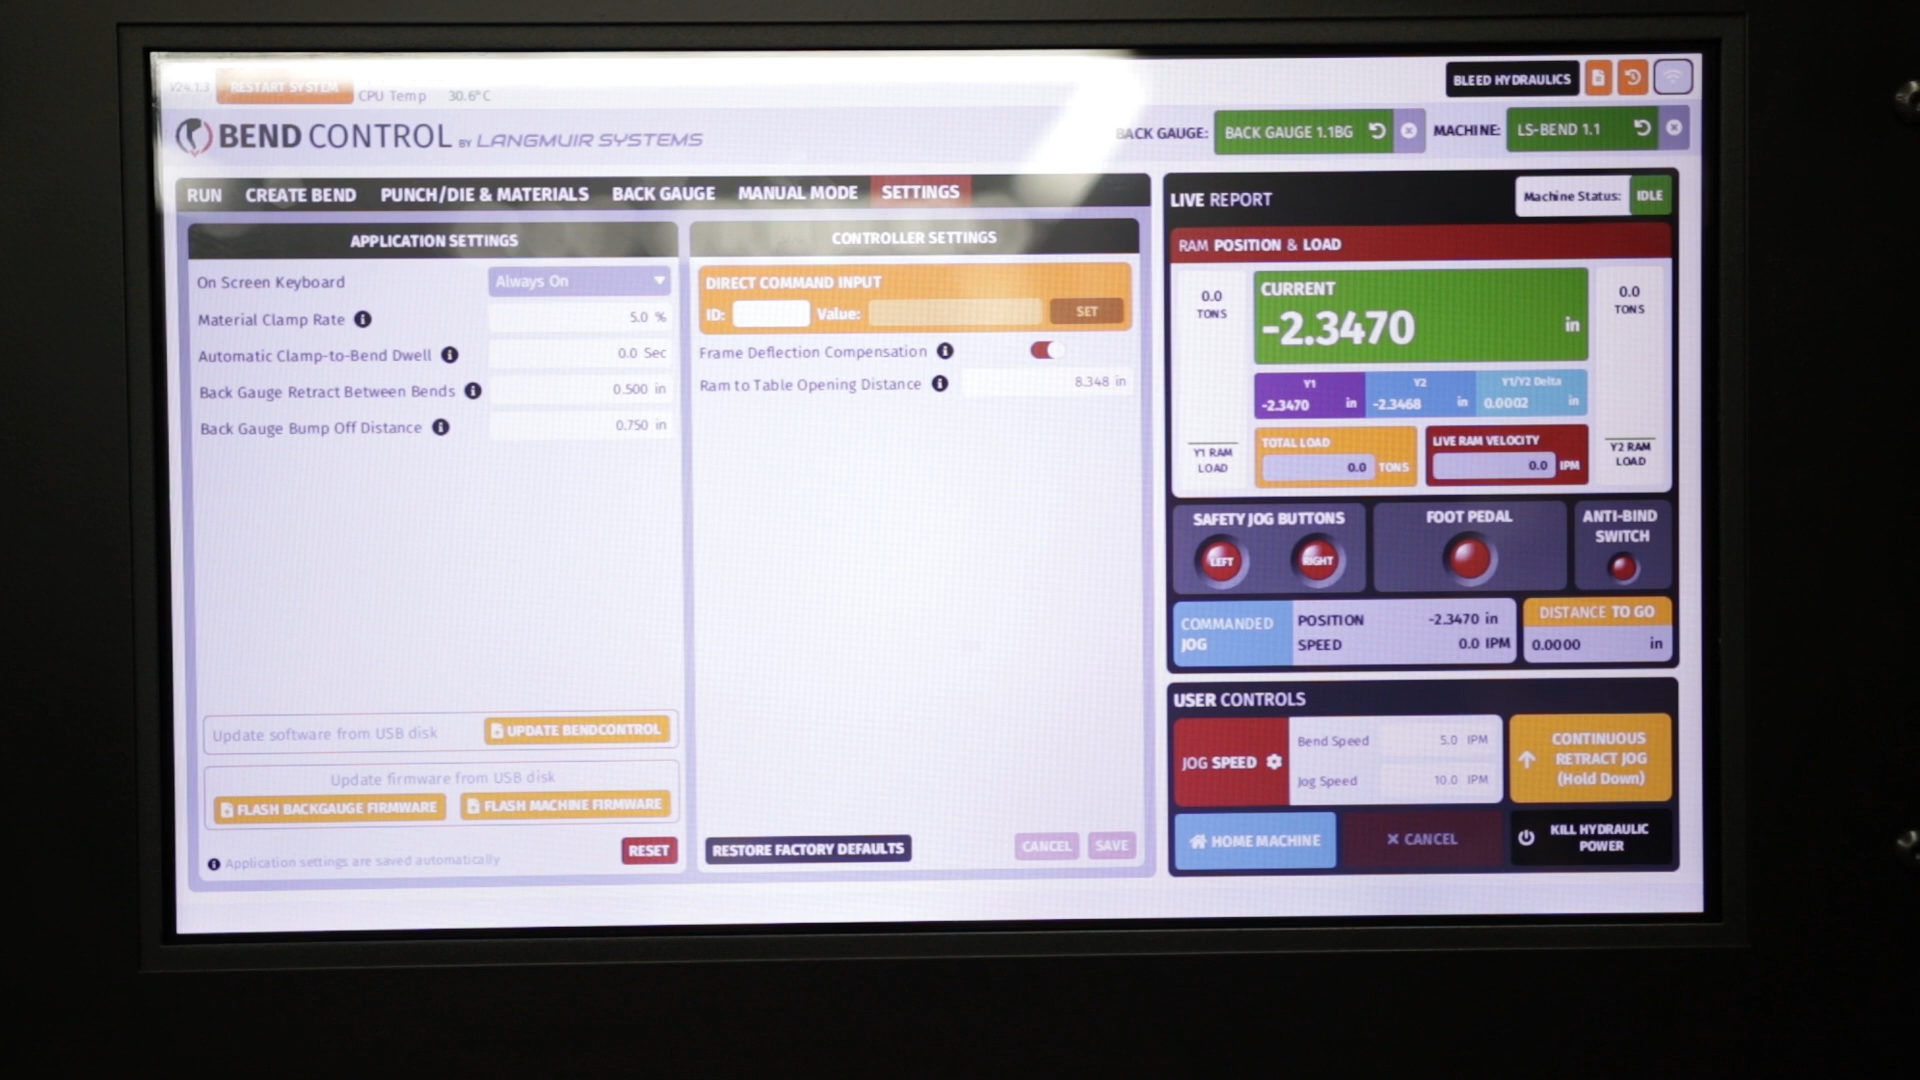 V24.1.3 RESTART SYSTEM CPU Temp 30.6°C
BLEED HYDRAULICS
BEND CONTROL BY LANGMUIR SYSTEMS
BACK GAUGE: BACK GAUGE 1.1BG MACHINE: LS-BEND 1.1
RUN CREATE BEND PUNCH/DIE & MATERIALS BACK GAUGE MANUAL MODE SETTINGS
APPLICATION SETTINGS
On Screen Keyboard Always On
Material Clamp Rate 5.0 %
Automatic Clamp-to-Bend Dwell 0.0 Sec
Back Gauge Retract Between Bends 0.500 in
Back Gauge Bump Off Distance 0.750 in
Update software from USB disk UPDATE BENDCONTROL
Update firmware from USB disk
FLASH BACKGAUGE FIRMWARE FLASH MACHINE FIRMWARE
Application settings are saved automatically RESET
CONTROLLER SETTINGS
DIRECT COMMAND INPUT
ID: Value: SET
Frame Deflection Compensation
Ram to Table Opening Distance 8.348 in
RESTORE FACTORY DEFAULTS CANCEL SAVE
LIVE REPORT Machine Status: IDLE
RAM POSITION & LOAD
0.0
TONS
Y1 RAM
LOAD
CURRENT
-2.3470 in
Y1 Y2 Y1/Y2 Delta
-2.3470 in -2.3468 in 0.0002 in
TOTAL LOAD
0.0 TONS
LIVE RAM VELOCITY
0.0 IPM
0.0
TONS
Y2 RAM
LOAD
SAFETY JOG BUTTONS
LEFT RIGHT
FOOT PEDAL
ANTI-BIND
SWITCH
COMMANDED
JOG
POSITION -2.3470 in
SPEED 0.0 IPM
DISTANCE TO GO
0.0000 in
USER CONTROLS
JOG SPEED
Bend Speed 5.0 IPM
Jog Speed 10.0 IPM
CONTINUOUS
RETRACT JOG
(Hold Down)
HOME MACHINE
CANCEL
KILL HYDRAULIC
POWER